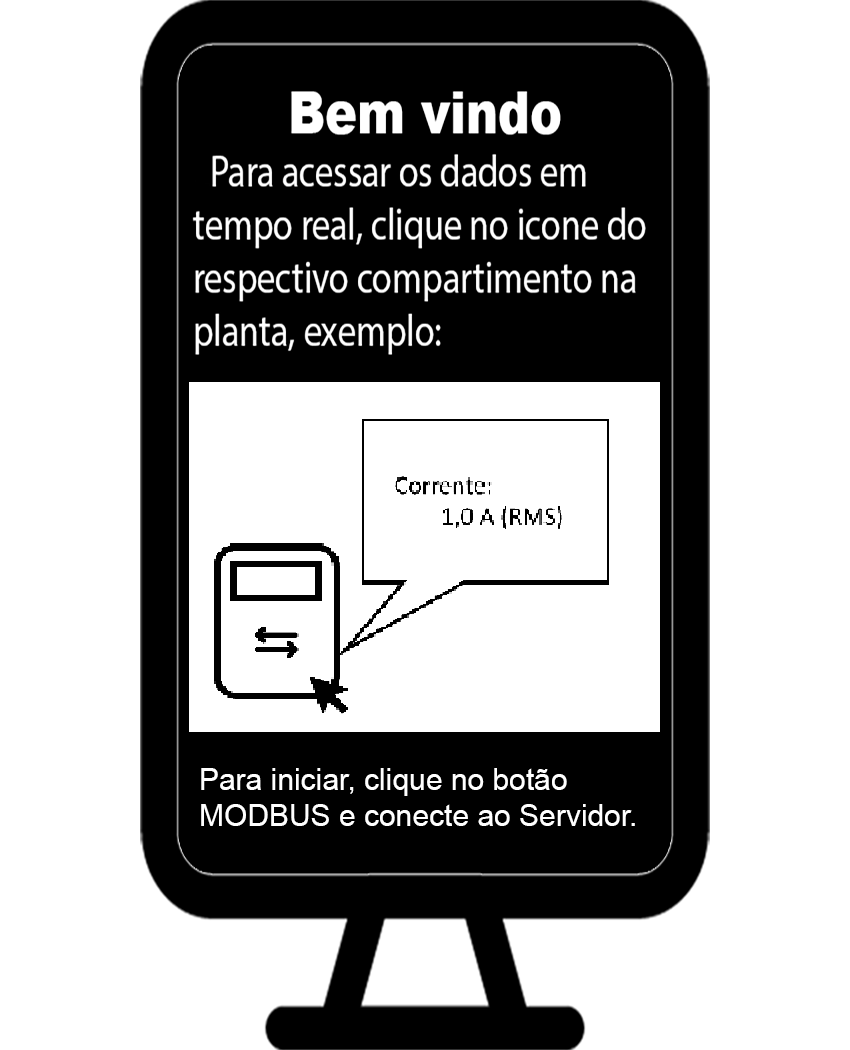 Bem vindo
Para acessar os dados em
tempo real, clique no icone do
respectivo compartimento na
planta, exemplo:
Corrente:
1,0 A (RMS)
Para iniciar, clique no botão
MODBUS e conecte ao Servidor.